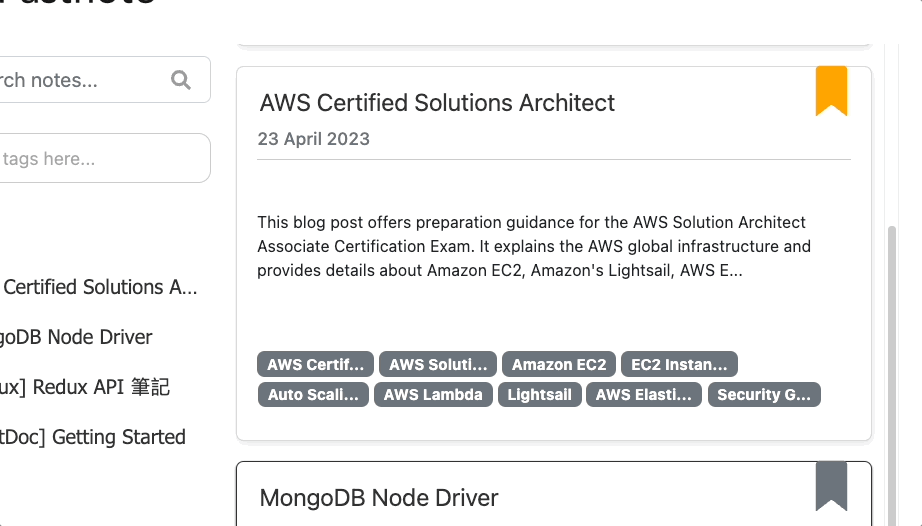 rch notes...
tags here...
Certified Solutions A...
goDB Node Driver
ux] Redux API 筆記
tDoc] Getting Started
AWS Certified Solutions Architect
23 April 2023
This blog post offers preparation guidance for the AWS Solution Architect
Associate Certification Exam. It explains the AWS global infrastructure and
provides details about Amazon EC2, Amazon's Lightsail, AWS E...
AWS Certif... AWS Soluti... Amazon EC2 EC2 Instan...
Auto Scali... AWS Lambda Lightsail AWS Elasti... Security G...
MongoDB Node Driver